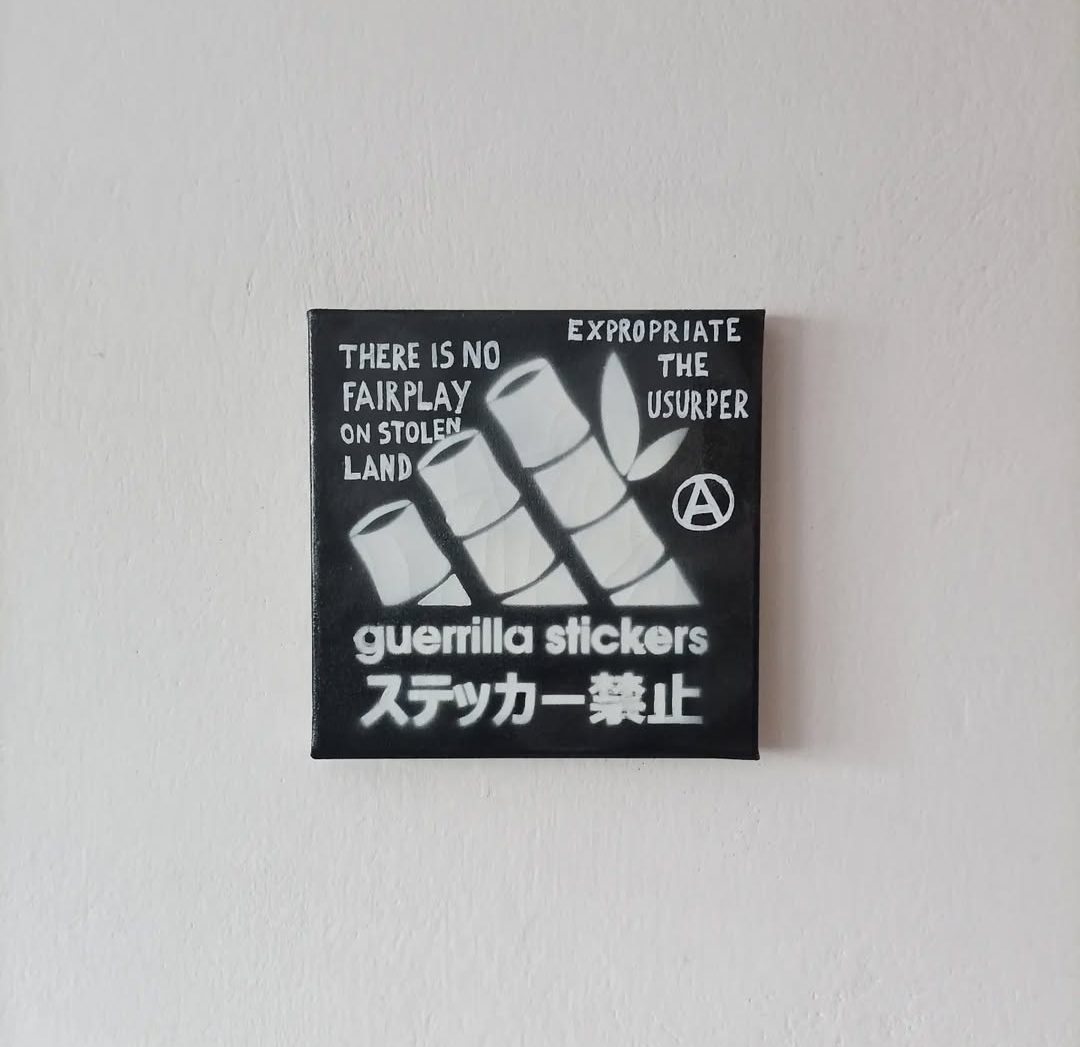 THERE IS NO
FAIRPLAY
ON STOLEN
LAND
EXPROPRIATE
THE
USURPER
A
guerrilla stickers
ステッカー禁止